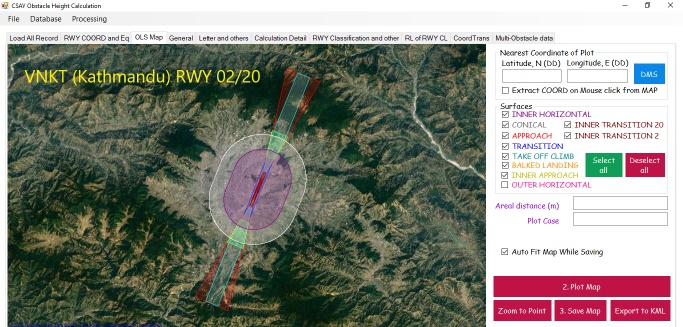 CSAY Obstacle Height Calculation
File Database Processing
Load All Record RWY COORD and Eq OLS Map General Letter and others Calculation Detail RWY Classification and other RL of RWY CL CoordTrans Multi-Obstacle data
VNKT (Kathmandu) RWY 02/20
Nearest Coordinate of Plot
Latitude, N (DD) Longitude, E (DD)
DMS
Extract COORD on Mouse click from MAP
Surfaces
INNER HORIZONTAL
CONICAL INNER TRANSITION 20
APPROACH INNER TRANSITION 2
TRANSITION
TAKE OFF CLIMB
BALKED LANDING
INNER APPROACH
OUTER HORIZONTAL
Select all
Deselect all
Areal distance (m)
Plot Case
Auto Fit Map While Saving
2. Plot Map
Zoom to Point 3. Save Map Export to KML